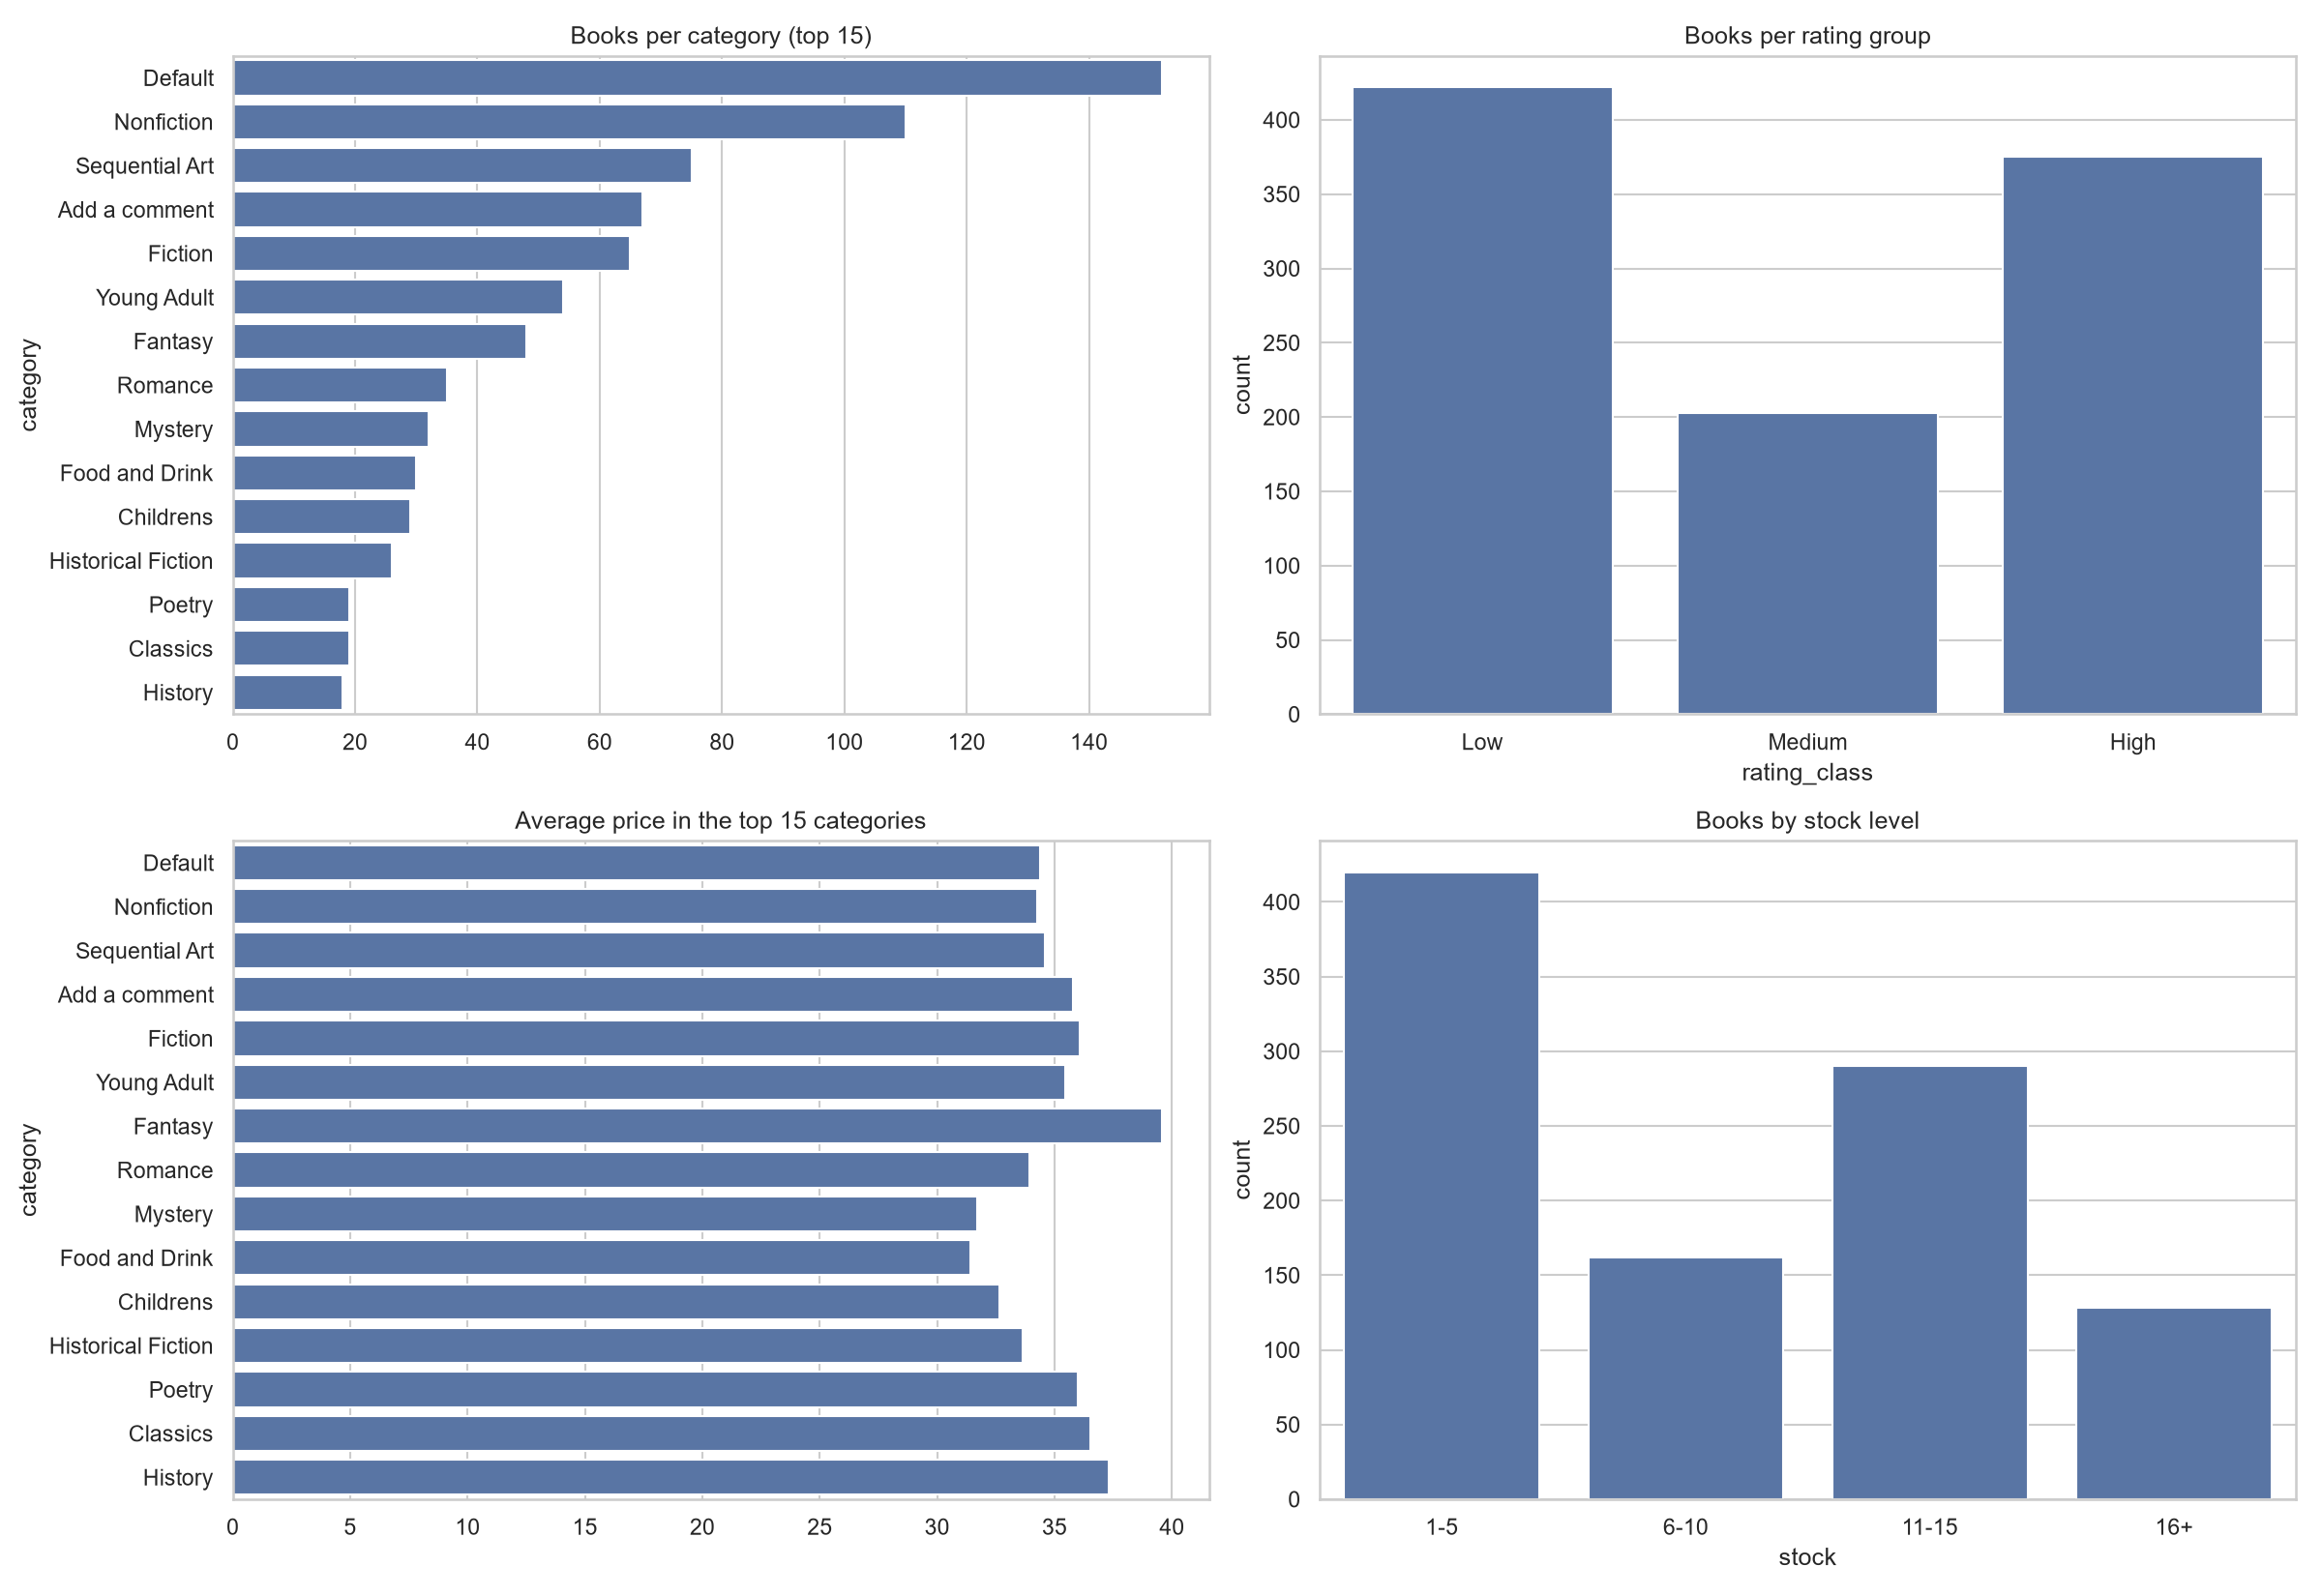 Books per category (top 15)
category
Default
Nonfiction
Sequential Art
Add a comment
Fiction
Young Adult
Fantasy
Romance
Mystery
Food and Drink
Childrens
Historical Fiction
Poetry
Classics
History
0 20 40 60 80 100 120 140
Books per rating group
count
400
350
300
250
200
150
100
50
0
Low Medium High
rating_class
Average price in the top 15 categories
category
Default
Nonfiction
Sequential Art
Add a comment
Fiction
Young Adult
Fantasy
Romance
Mystery
Food and Drink
Childrens
Historical Fiction
Poetry
Classics
History
0 5 10 15 20 25 30 35 40
Books by stock level
count
400
350
300
250
200
150
100
50
0
1-5 6-10 11-15 16+
stock